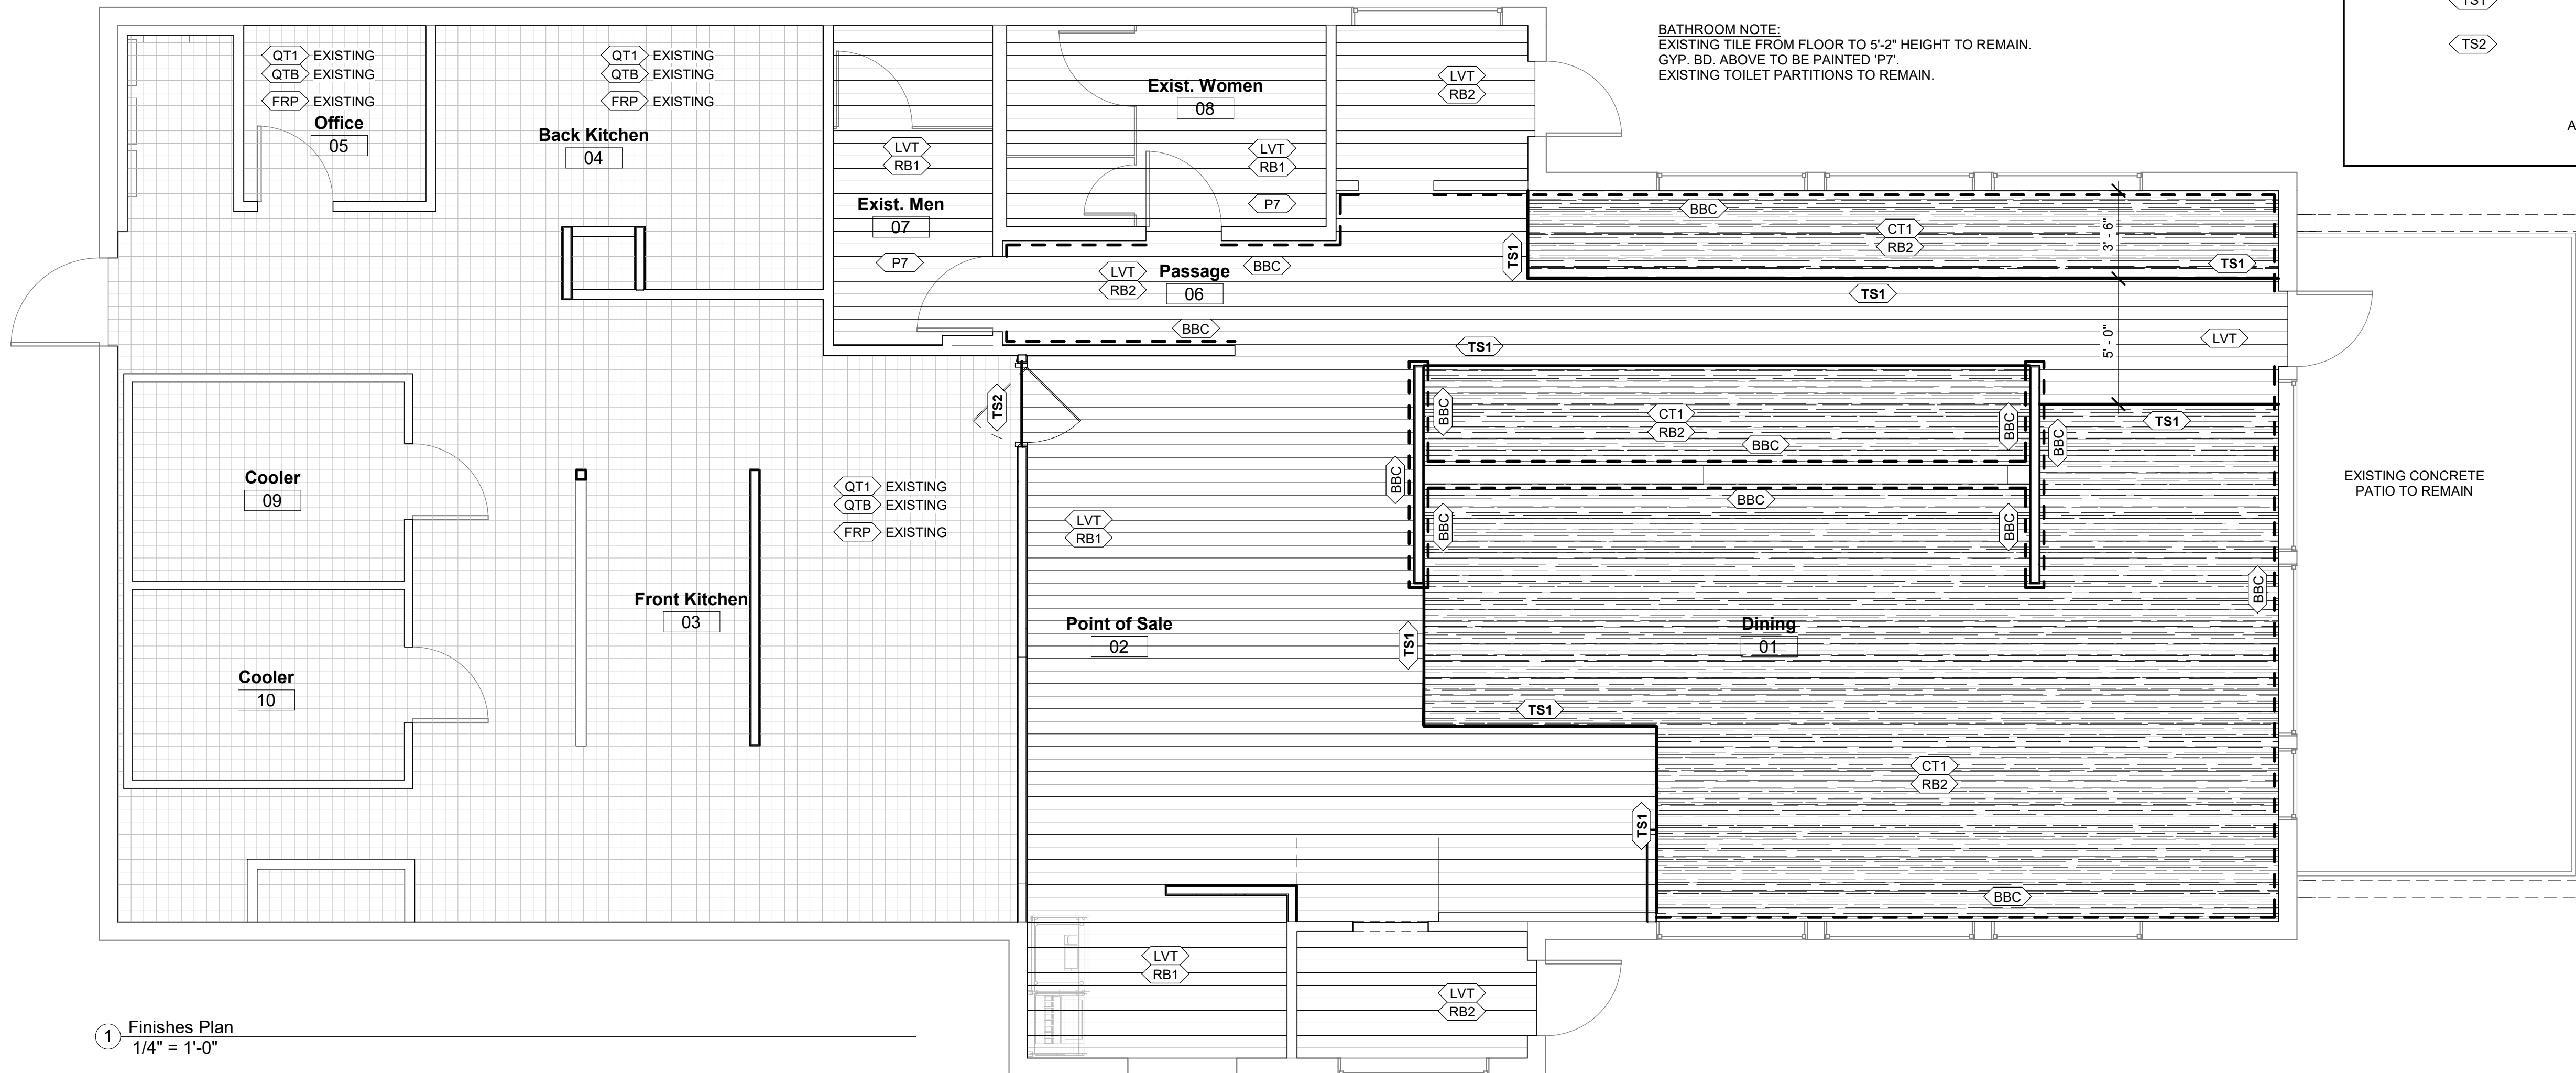 BATHROOM NOTE:
EXISTING TILE FROM FLOOR TO 5'-2" HEIGHT TO REMAIN.
GYP. BD. ABOVE TO BE PAINTED 'P7'.
EXISTING TOILET PARTITIONS TO REMAIN.
TS1
TS2
A
QT1 EXISTING
QTB EXISTING
FRP EXISTING
Office
05
QT1 EXISTING
QTB EXISTING
FRP EXISTING
Back Kitchen
04
LVT
RB1
Exist. Men
07
P7
Exist. Women
08
LVT
RB1
P7
LVT
RB2
LVT
RB2
Passage
06
BBC
BBC
TS1
BBC
CT1
RB2
3' - 6"
TS1
TS1
TS1
5' - 0"
LVT
TS2
BBC
CT1
RB2
BBC
BBC
BBC
TS1
BBC
BBC
BBC
BBC
BBC
EXISTING CONCRETE
PATIO TO REMAIN
Cooler
09
QT1 EXISTING
QTB EXISTING
FRP EXISTING
LVT
RB1
Front Kitchen
03
Point of Sale
02
TS1
Dining
01
Cooler
10
TS1
CT1
RB2
TS1
BBC
LVT
RB1
LVT
RB2
1
Finishes Plan
1/4" = 1'-0"